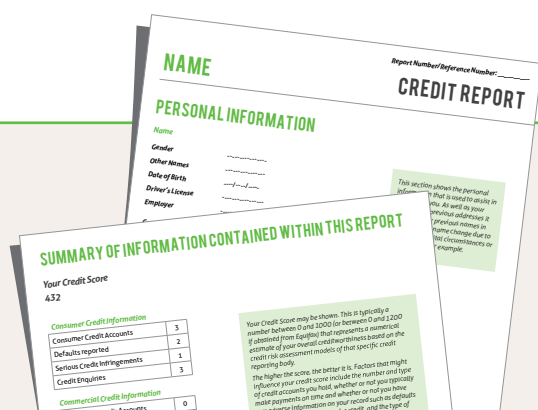 Report Number/Reference Number: ________
NAME
CREDIT REPORT
PERSONAL INFORMATION
Name
Gender
Other Names
Date of Birth
Driver's License
Employer
This section shows the personal
that is used to assist in
you. As well as your
previous addresses it
previous names in
name change due to
circumstances or
example.
SUMMARY OF INFORMATION CONTAINED WITHIN THIS REPORT
Your Credit Score
432
Consumer Credit Information
Consumer Credit Accounts 3
Defaults reported 2
Serious Credit Infringements 1
Credit Enquiries 3
Commercial Credit Information
Commercial Credit Accounts 0
Your Credit Score may be shown. This is typically a
number between 0 and 1000 (or between 0 and 1200
if obtained from Equifax) that represents a numerical
estimate of your overall creditworthiness based on the
credit risk assessment models of that specific credit
reporting body.
The higher the score, the better it is. Factors that might
influence your credit score include the number and type
of credit accounts you hold, whether or not you typically
make payments on time and whether or not you have
information on your record such as defaults
credit, and the type of